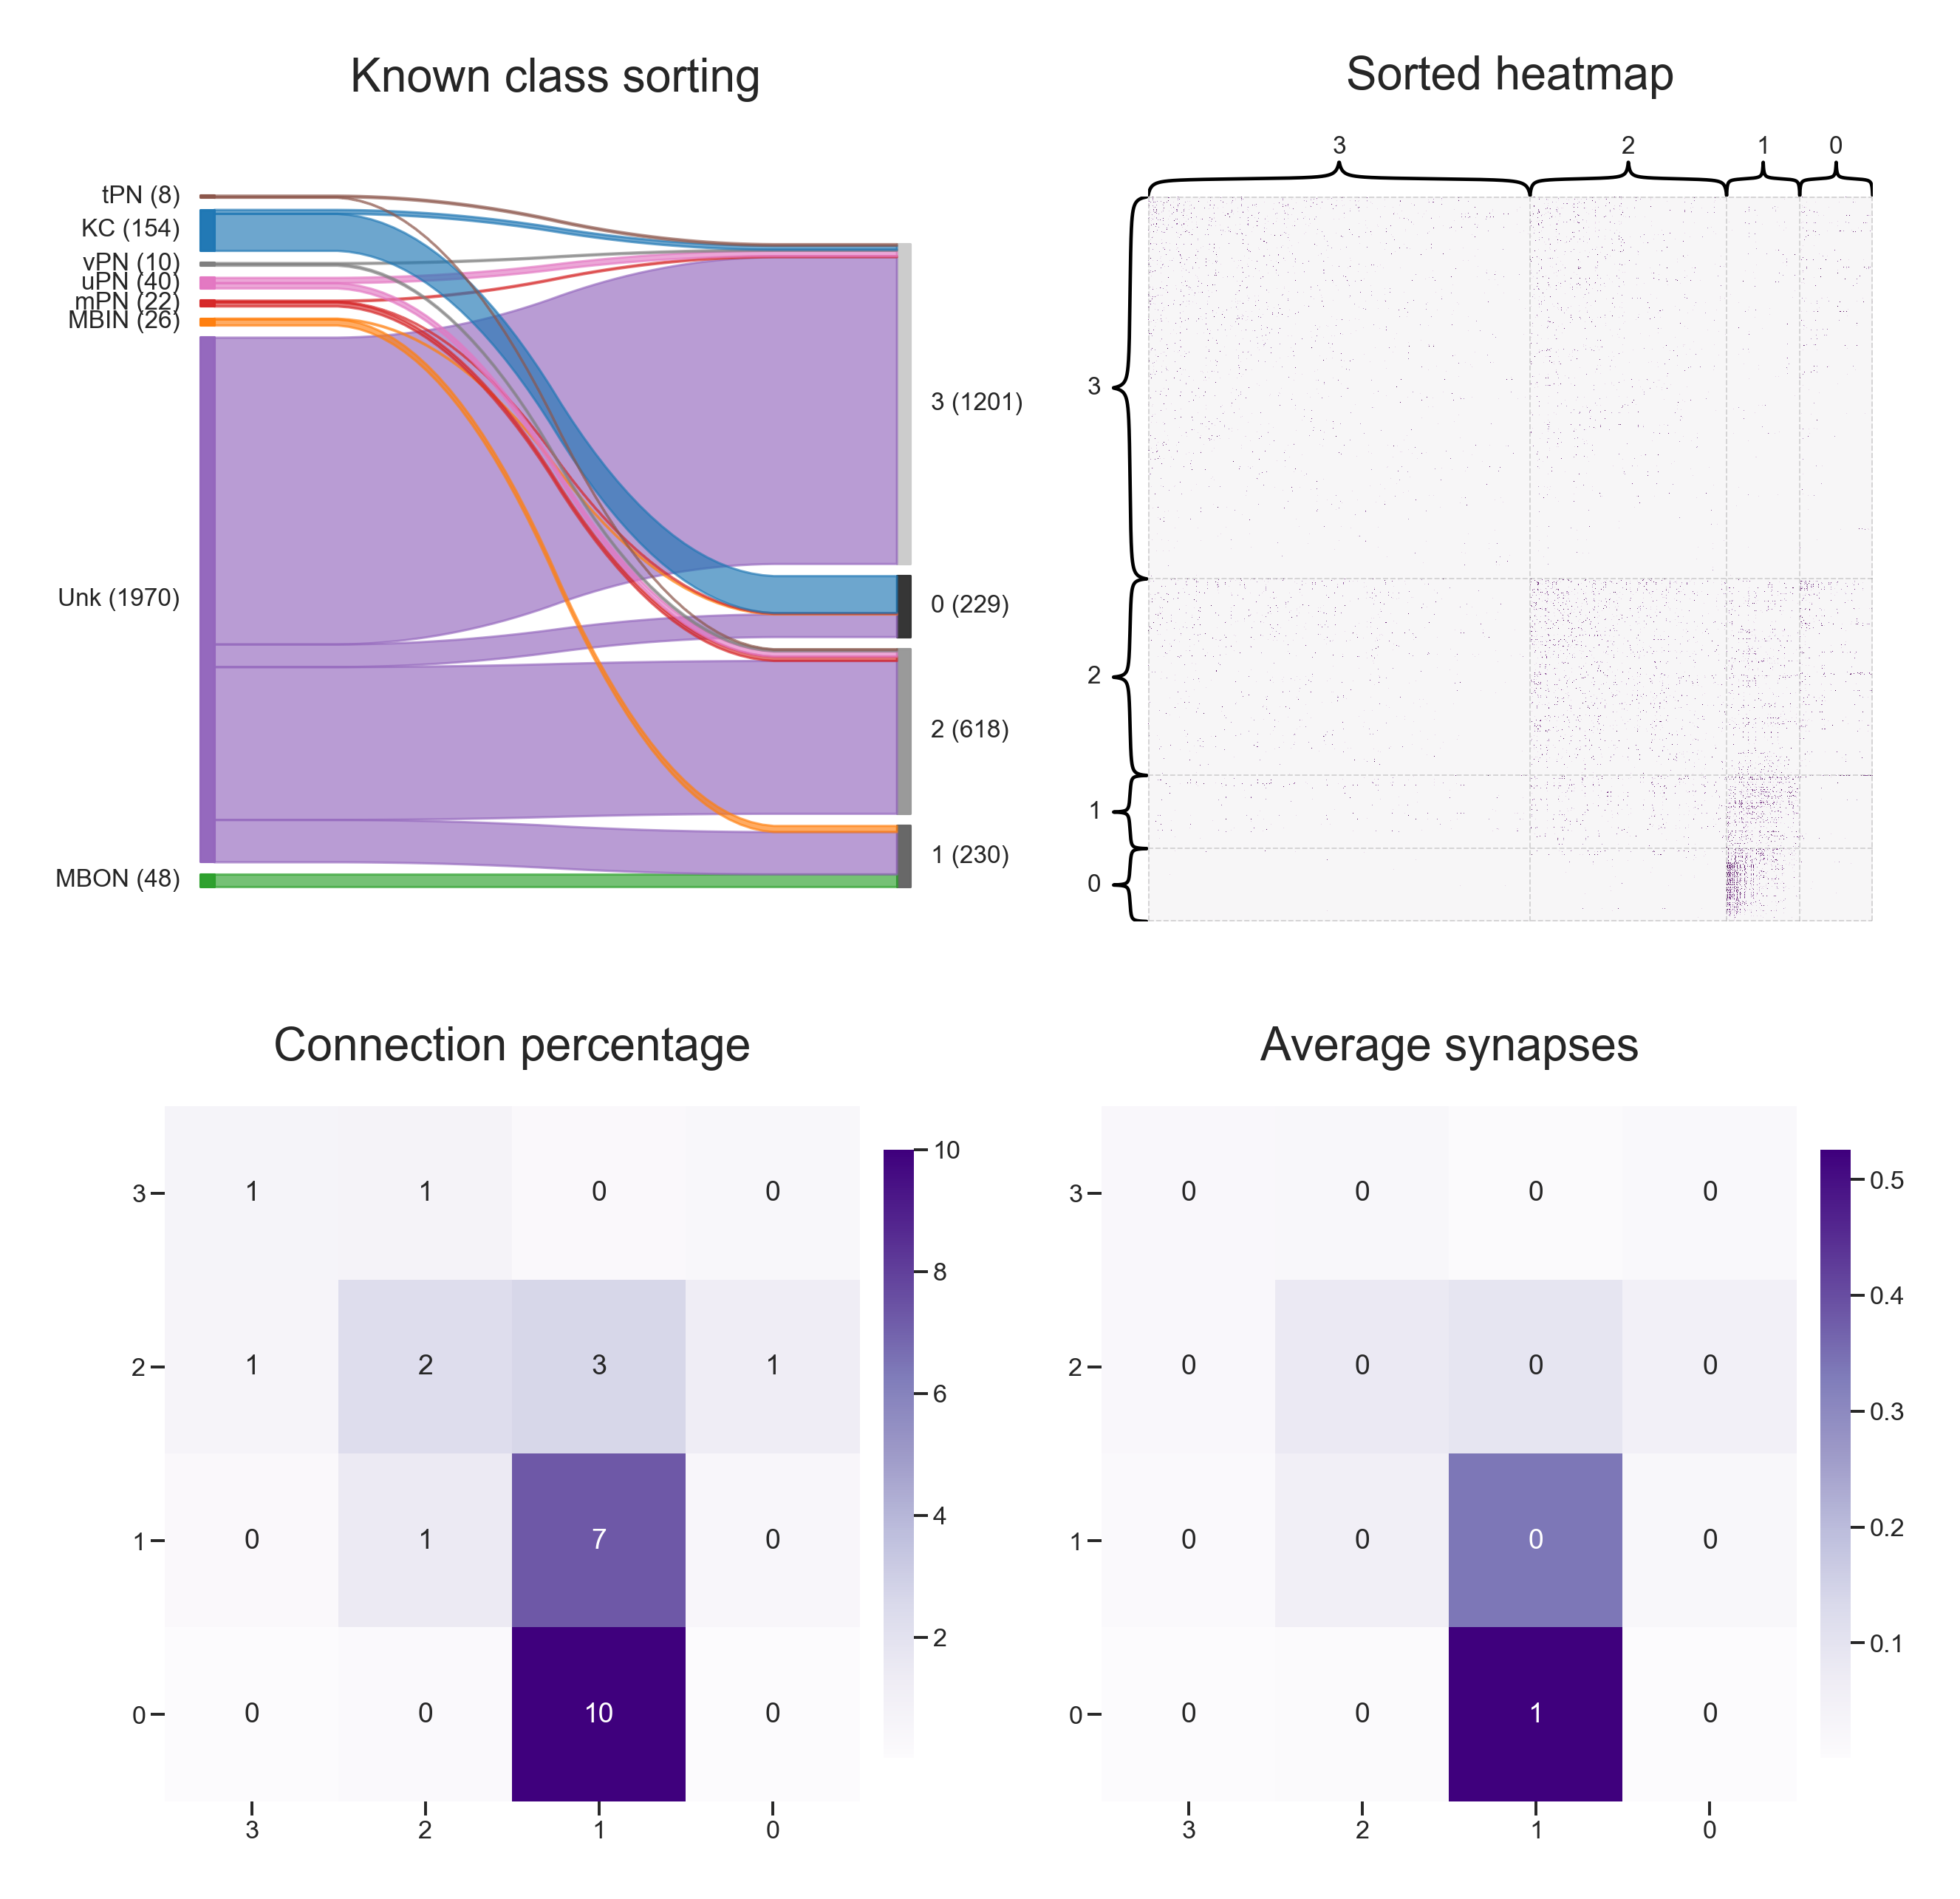 Known class sorting
tPN (8)
KC (154)
vPN (10)
uPN (40)
mPN (22)
MBIN (26)
Unk (1970)
MBON (48)
3 (1201)
0 (229)
2 (618)
1 (230)
Sorted heatmap
3 2 1 0
3
2
1
0
Connection percentage
3 1 1 0 0
2 1 2 3 1
1 0 1 7 0
0 0 0 10 0
3 2 1 0
10
8
6
4
2
Average synapses
3 0 0 0 0
2 0 0 0 0
1 0 0 0 0
0 0 0 1 0
3 2 1 0
0.5
0.4
0.3
0.2
0.1